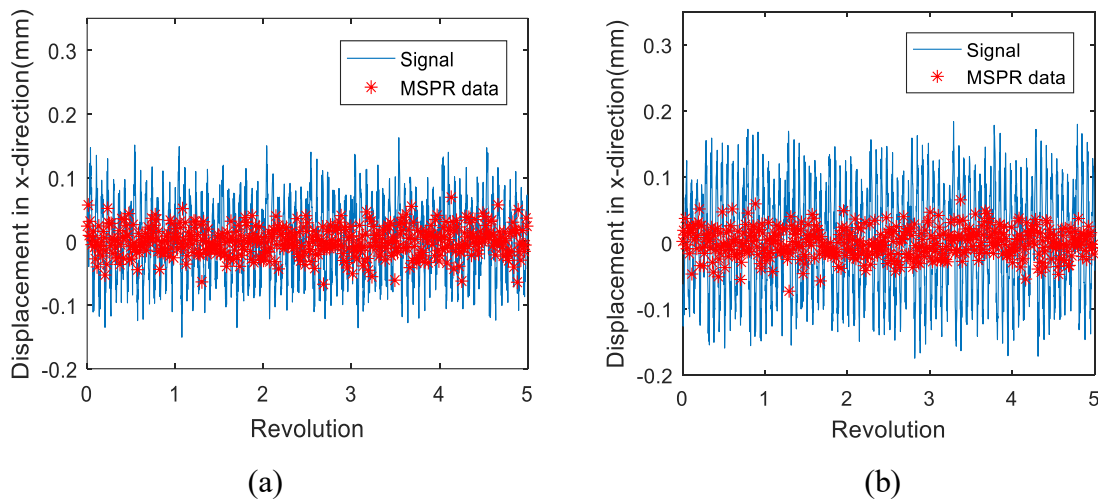 Displacement in x-direction(mm)
0.3
0.2
0.1
0
-0.1
-0.2
Signal
MSPR data
0 1 2 3 4 5
Revolution
(a)
Displacement in x-direction(mm)
0.3
0.2
0.1
0
-0.1
-0.2
Signal
MSPR data
0 1 2 3 4 5
Revolution
(b)